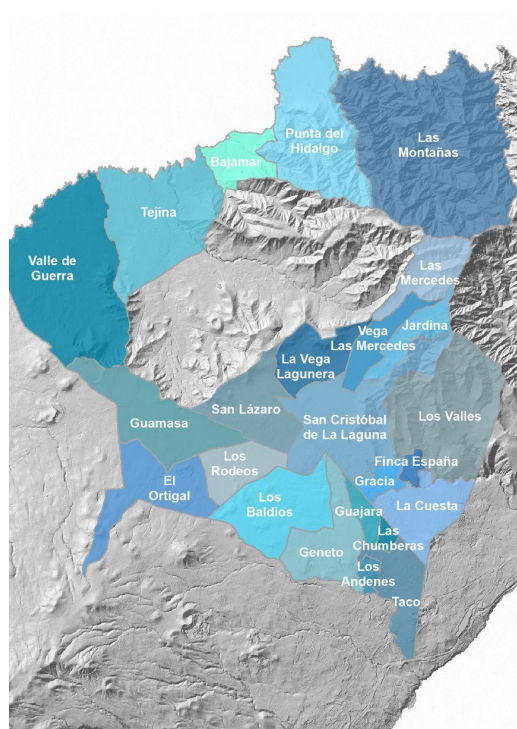 Punta del
Hidalgo
Las
Montañas
Bajamar
Tejina
Valle de
Guerra
Las
Mercedes
Vega
Las Mercedes
Jardina
La Vega
Lagunera
San Lázaro
San Cristóbal
de La Laguna
Los Valles
Guamasa
Los
Rodeos
Finca España
El
Ortigal
Gracia
Los
Baldios
Guajara
La Cuesta
Las
Chumberas
Geneto
Los
Andenes
Taco